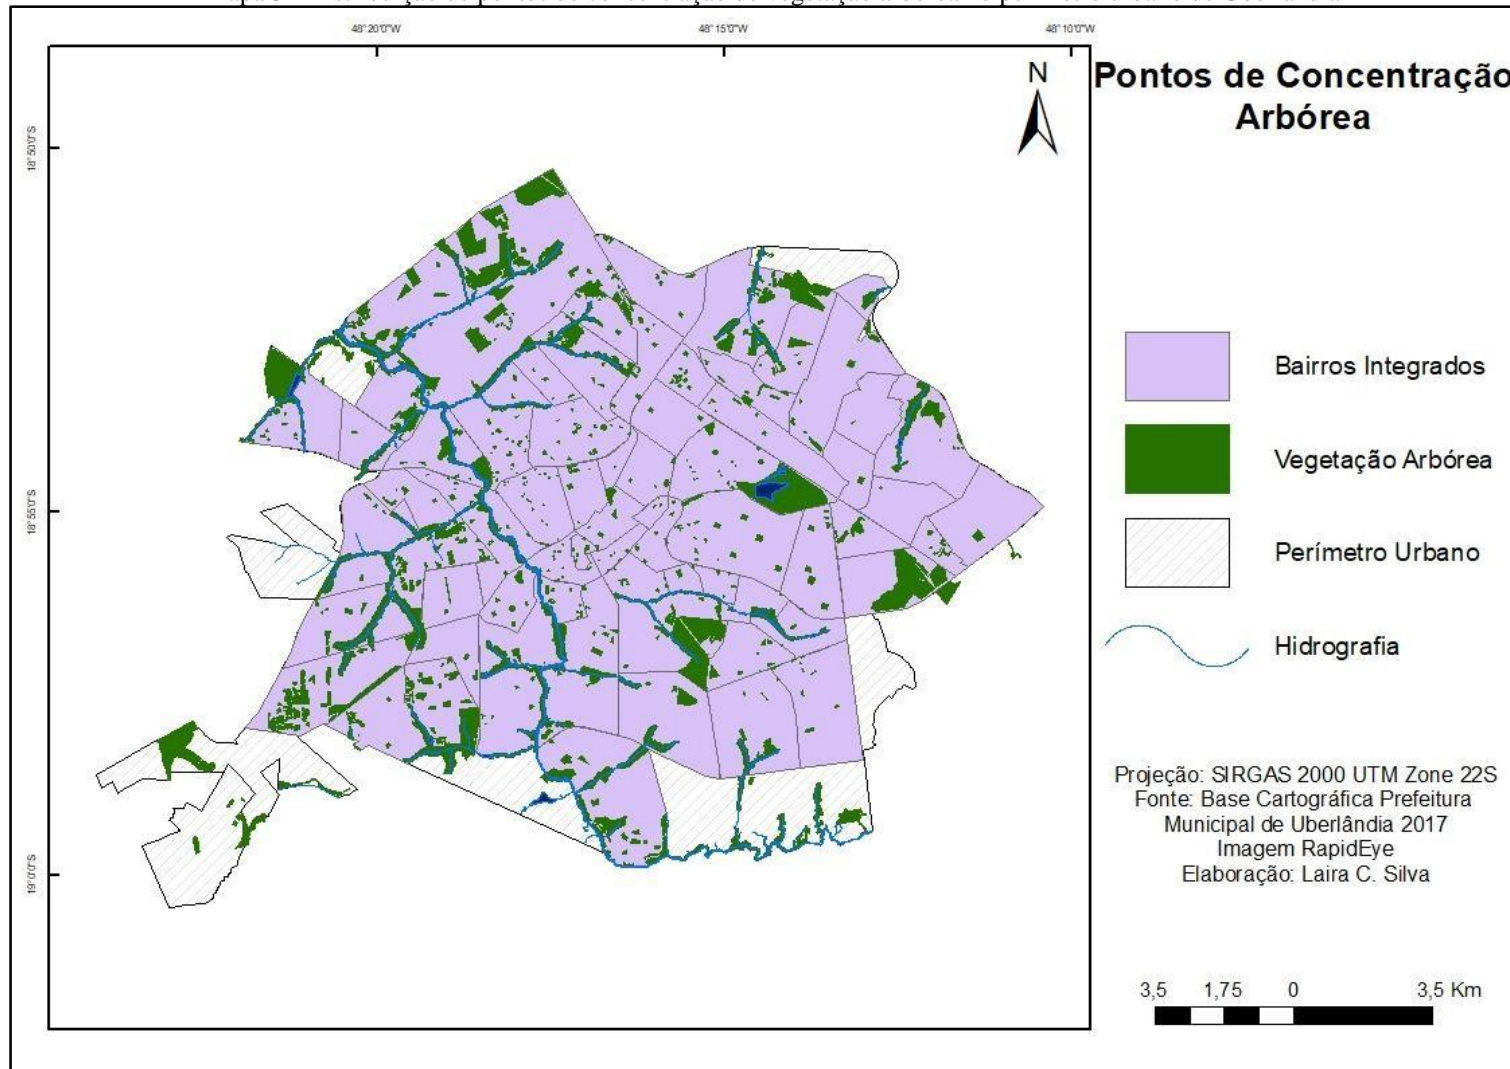 48°20'0"W
48°15'0"W
48°10'0"W
18°50'0"S
18°55'0"S
19°0'0"S
N
Pontos de Concentração
Arbórea
Bairros Integrados
Vegetação Arbórea
Perímetro Urbano
Hidrografia
Projeção: SIRGAS 2000 UTM Zone 22S
Fonte: Base Cartográfica Prefeitura
Municipal de Uberlândia 2017
Imagem RapidEye
Elaboração: Laira C. Silva
3,5 1,75 0 3,5 Km